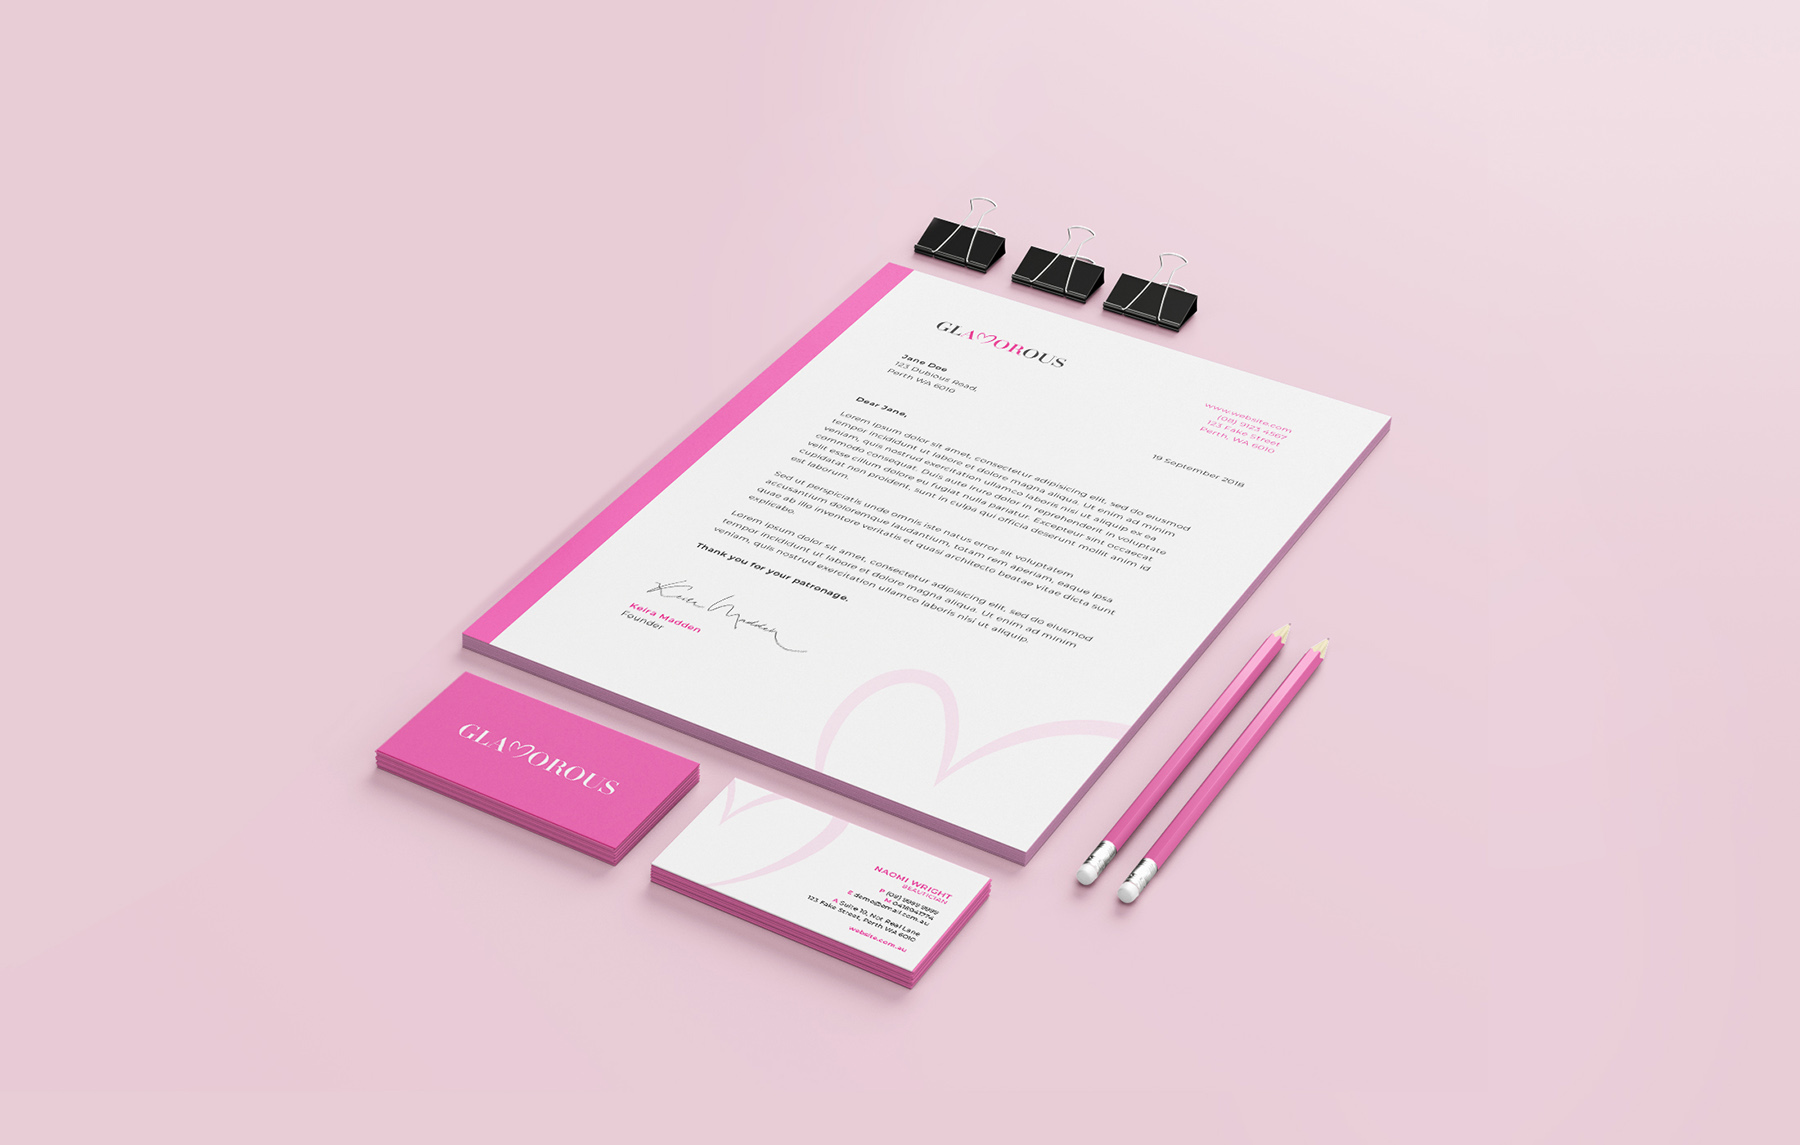 GLAMOROUS
Jane Doe
123 Dubious Road,
Perth WA 6010
www.website.com
(08) 9123 4567
123 Fake Street
Perth, WA 6010
19 September 2018
Dear Jane,
Lorem ipsum dolor sit amet, consectetur adipisicing elit, sed do eiusmod
tempor incididunt ut labore et dolore magna aliqua. Ut enim ad minim
veniam, quis nostrud exercitation ullamco laboris nisi ut aliquip ex ea
commodo consequat. Duis aute irure dolor in reprehenderit in voluptate
velit esse cillum dolore eu fugiat nulla pariatur. Excepteur sint occaecat
cupidatat non proident, sunt in culpa qui officia deserunt mollit anim id
est laborum.
Sed ut perspiciatis unde omnis iste natus error sit voluptatem
accusantium doloremque laudantium, totam rem aperiam, eaque ipsa
quae ab illo inventore veritatis et quasi architecto beatae vitae dicta sunt
explicabo.
Lorem ipsum dolor sit amet, consectetur adipisicing elit, sed do eiusmod
tempor incididunt ut labore et dolore magna aliqua. Ut enim ad minim
veniam, quis nostrud exercitation ullamco laboris nisi ut aliquip.
Thank you for your patronage.
Keira Madden
Keira Madden
Founder
GLAMOROUS
NAOMI WRIGHT
BEAUTICIAN
P (08) 9999 9999
M
E demo@email.com.au
A Suite 10, Not Real Lane
123 Fake Street, Perth WA 6010
website.com.au